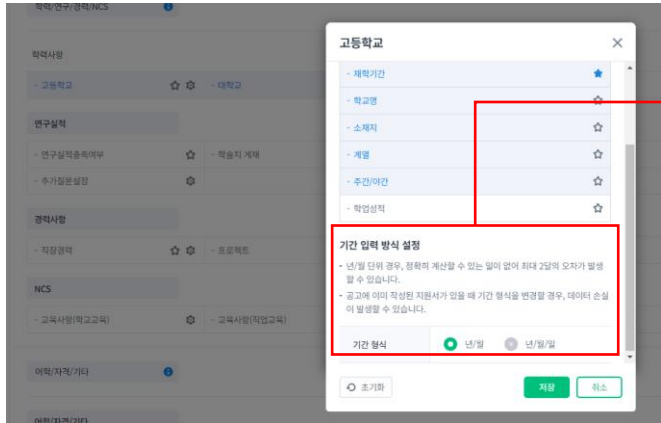 학력/연구/경력/NCS
학력사항
- 고등학교
- 대학교
연구실적
- 연구실적충족여부
- 학술지 게재
- 추가질문설정
경력사항
- 직장경력
- 프로젝트
NCS
- 교육사항(학교교육)
- 교육사항(직업교육)
어학/자격/기타
어학/자격/기타
고등학교
- 재학기간
- 학교명
- 소재지
- 계열
- 주간/야간
- 학업성적
기간 입력 방식 설정
- 년/월 단위 경우, 정확히 계산할 수 있는 일이 없어 최대 2달의 오차가 발생
할 수 있습니다.
- 공고에 이미 작성된 지원서가 있을 때 기간 형식을 변경할 경우, 데이터 손실
이 발생할 수 있습니다.
기간 형식
년/월
년/월/일
초기화
저장
취소